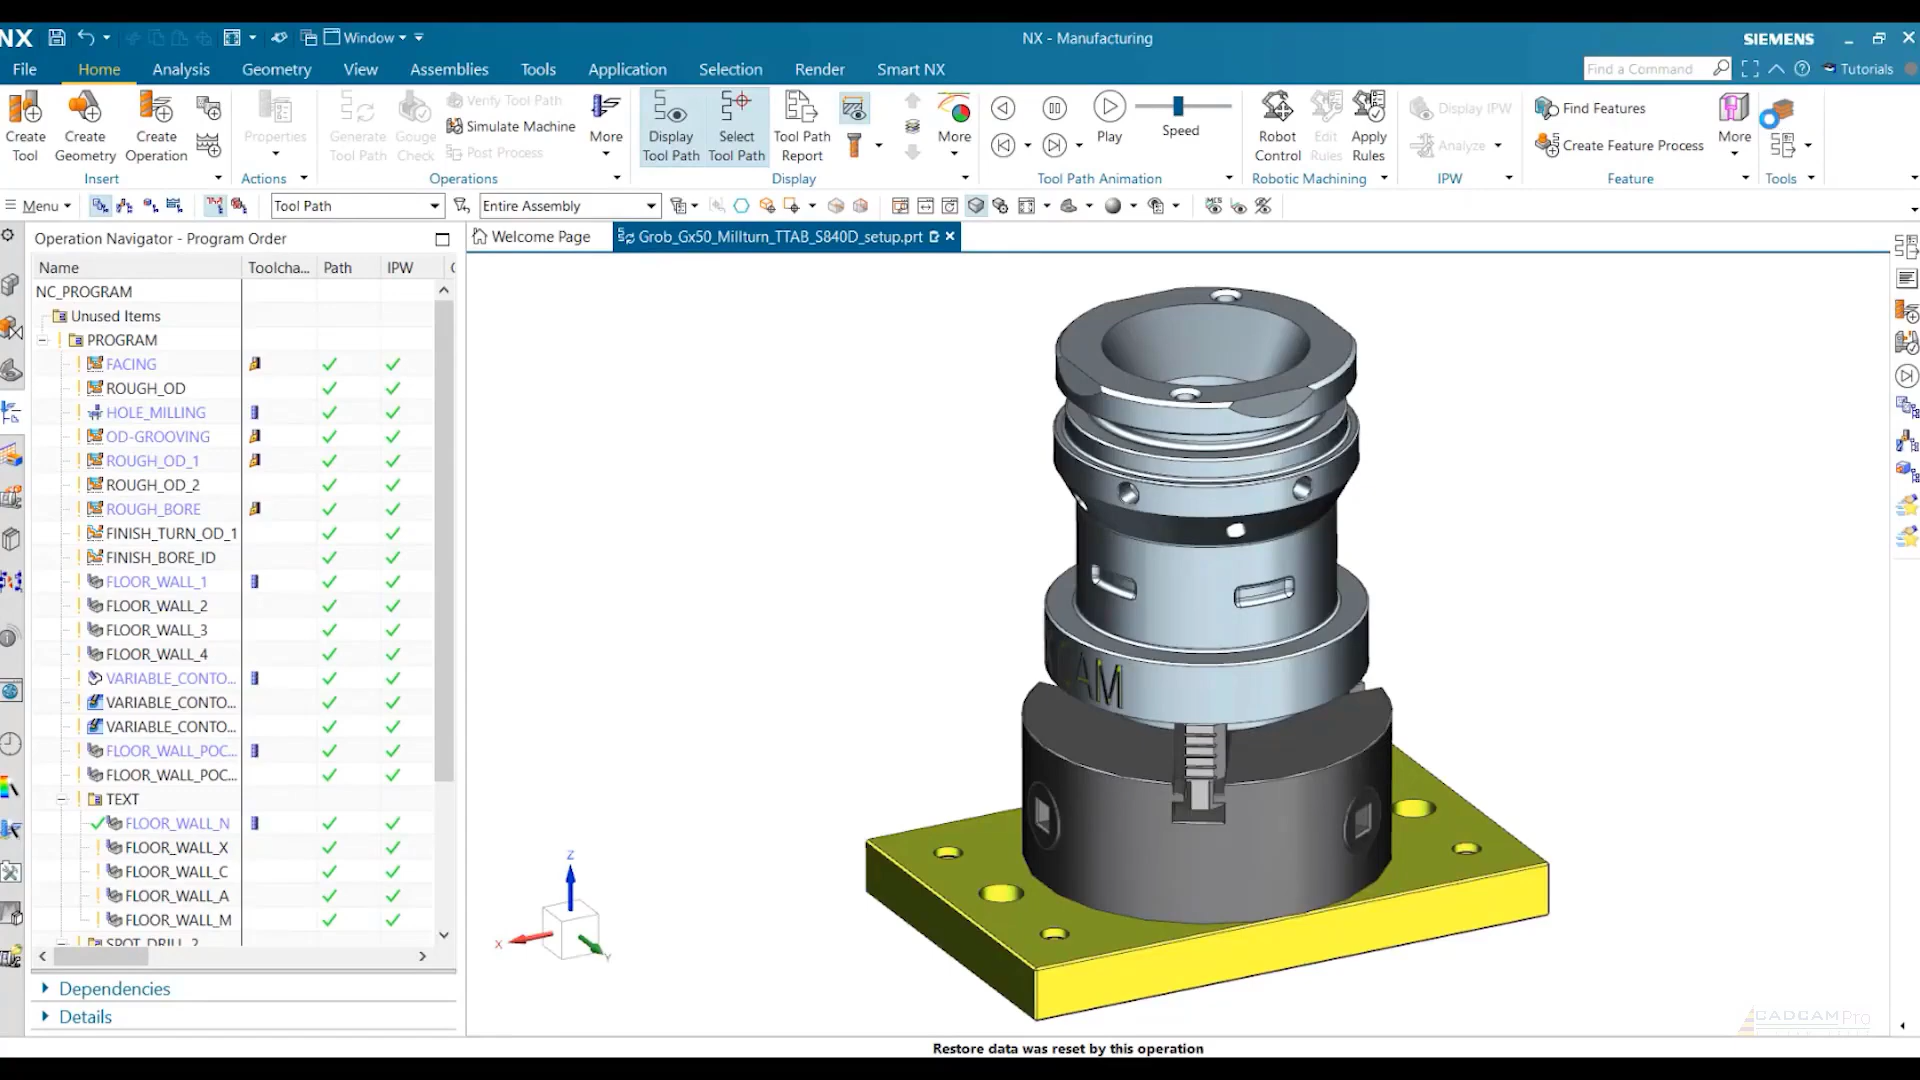 NX
Window
NX - Manufacturing
SIEMENS
File Home Analysis Geometry View Assemblies Tools Application Selection Render Smart NX
Find a Command
Tutorials
Create Tool
Create Geometry
Create Operation
Insert
Properties
Actions
Generate Tool Path
Gouge Check
Verify Tool Path
Simulate Machine
Post Process
More
Operations
Display Tool Path
Select Tool Path
Tool Path Report
More
Display
Play
Speed
Tool Path Animation
Robot Control
Edit Rules
Apply Rules
Robotic Machining
Display IPW
Analyze
IPW
Find Features
Create Feature Process
More
Feature
Tools
Menu
Tool Path
Entire Assembly
Operation Navigator - Program Order
Welcome Page
Grob_Gx50_Millturn_TTAB_S840D_setup.prt
Name Toolcha... Path IPW
NC_PROGRAM
Unused Items
PROGRAM
FACING
ROUGH_OD
HOLE_MILLING
OD-GROOVING
ROUGH_OD_1
ROUGH_OD_2
ROUGH_BORE
FINISH_TURN_OD_1
FINISH_BORE_ID
FLOOR_WALL_1
FLOOR_WALL_2
FLOOR_WALL_3
FLOOR_WALL_4
VARIABLE_CONTO...
VARIABLE_CONTO...
VARIABLE_CONTO...
FLOOR_WALL_POC...
FLOOR_WALL_POC...
TEXT
FLOOR_WALL_N
FLOOR_WALL_X
FLOOR_WALL_C
FLOOR_WALL_A
FLOOR_WALL_M
SPOT_DRILL_2
Dependencies
Details
AM
Z
X
Y
CADCAMPro
Restore data was reset by this operation